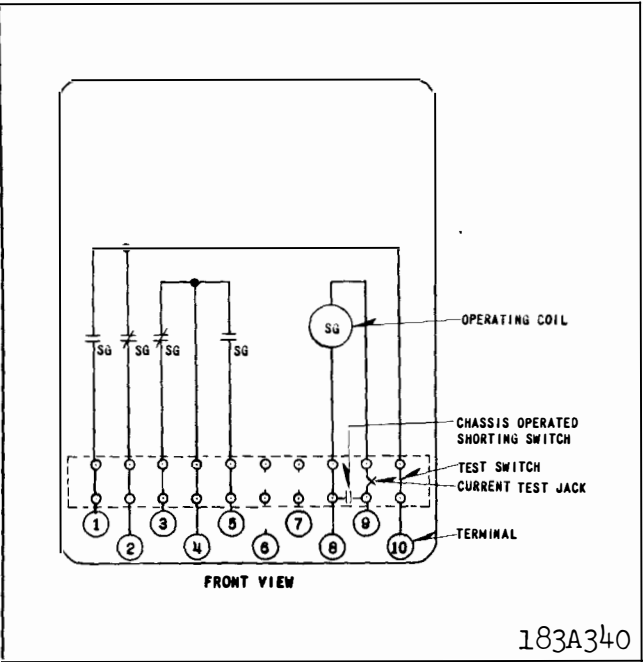 SG
OPERATING COIL
SG
SG
SG
SG
CHASSIS OPERATED
SHORTING SWITCH
TEST SWITCH
CURRENT TEST JACK
1
3
5
7
9
2
4
6
8
10
TERMINAL
FRONT VIEW
183A340